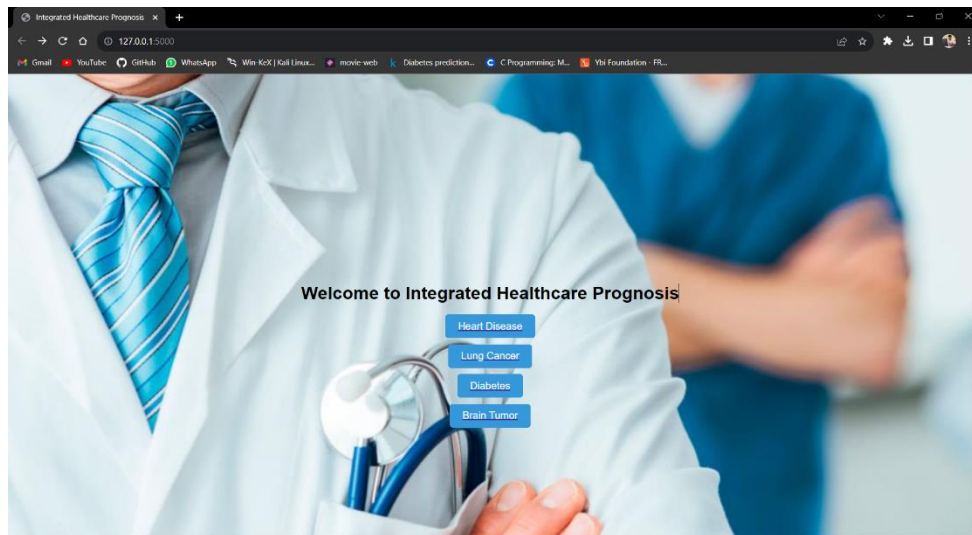 Integrated Healthcare Prognosis
127.0.0.1:5000
Gmail YouTube GitHub WhatsApp Win-KeX | Kali Linux... movie-web Diabetes prediction... C Programming: M... Ybi Foundation - FR...
Welcome to Integrated Healthcare Prognosis
Heart Disease
Lung Cancer
Diabetes
Brain Tumor